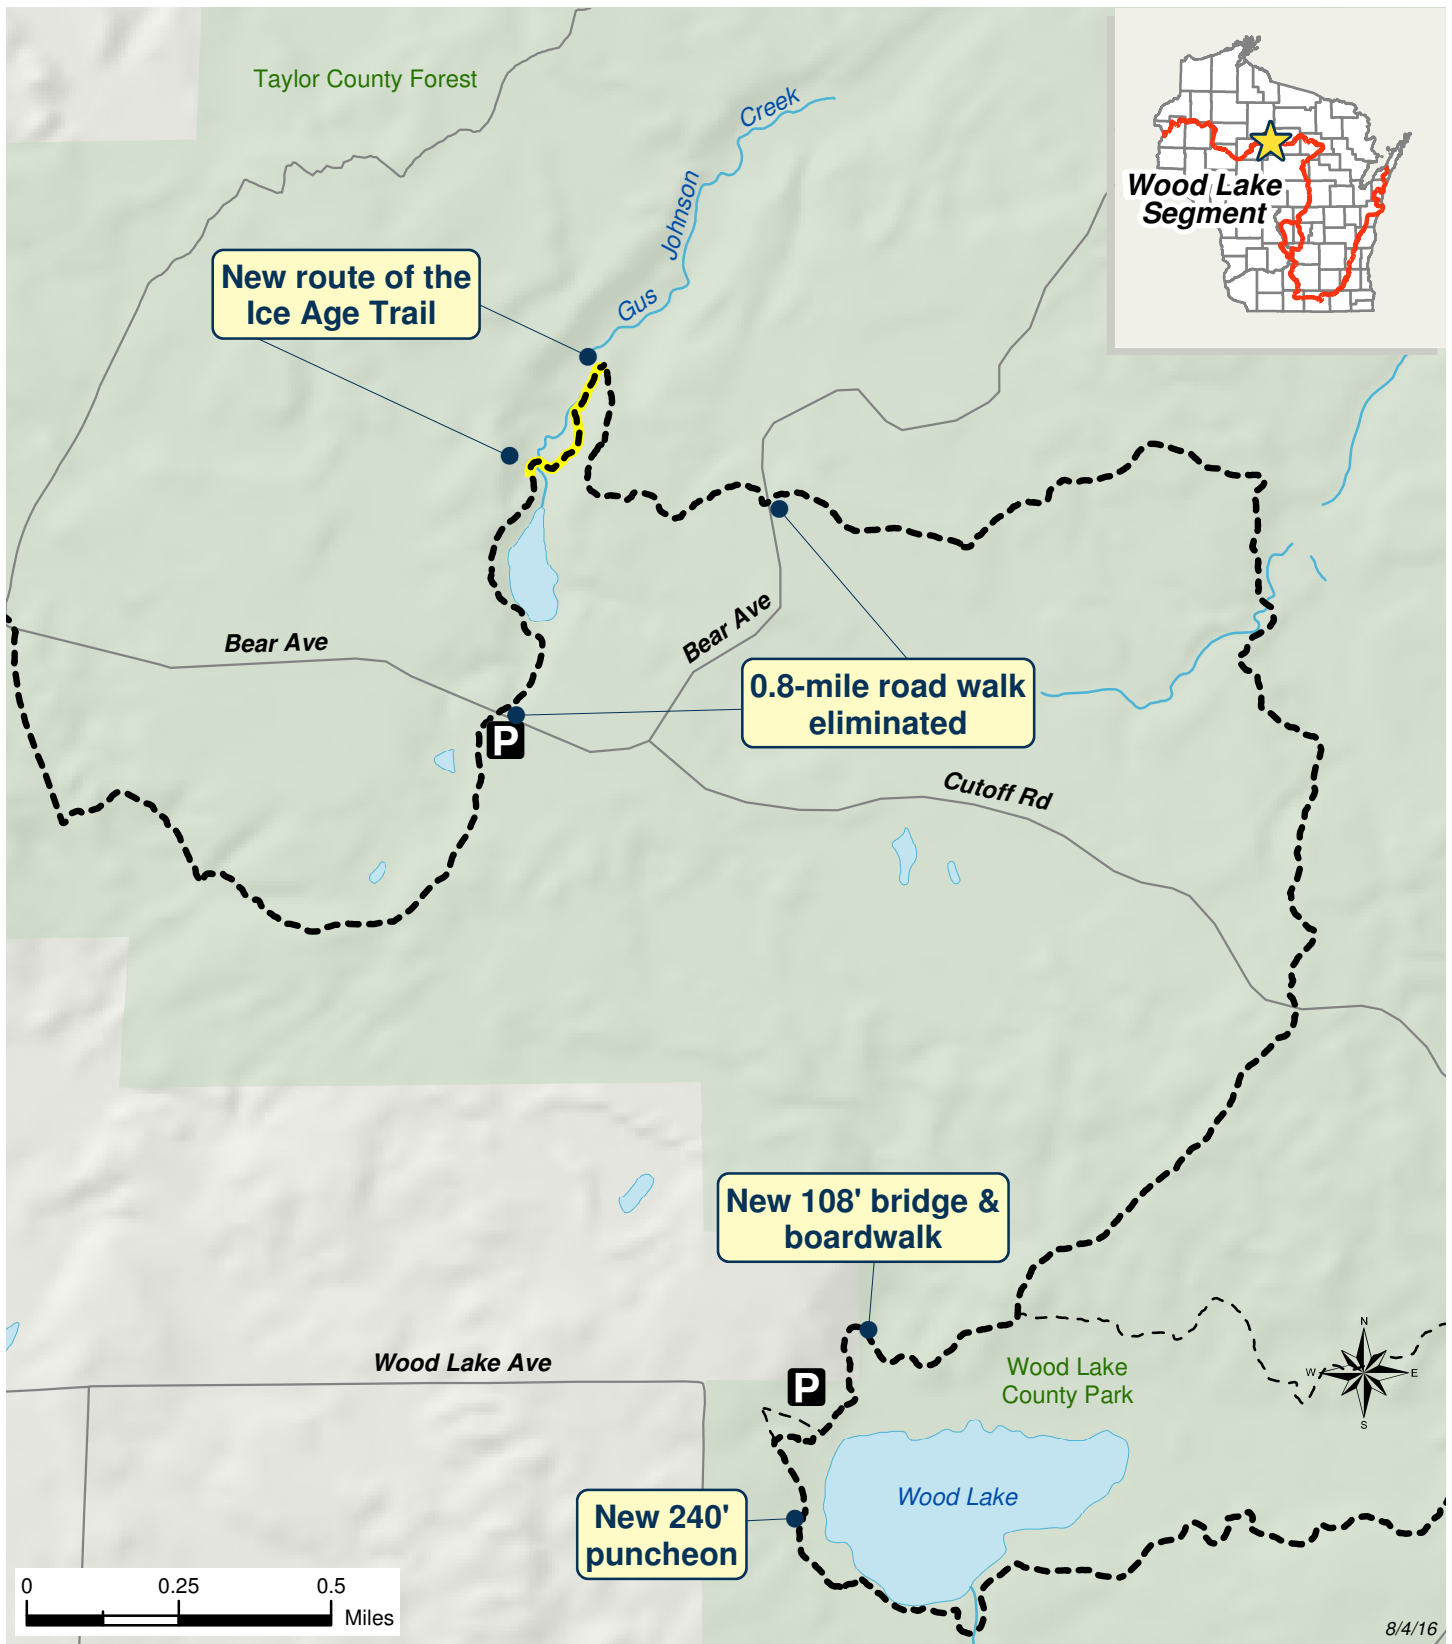 Taylor County Forest
Creek
Johnson
Gus
Wood Lake
Segment
New route of the
Ice Age Trail
Bear Ave
Bear Ave
0.8-mile road walk
eliminated
P
Cutoff Rd
New 108' bridge &
boardwalk
Wood Lake Ave
P
Wood Lake
County Park
N
W
E
S
Wood Lake
New 240'
puncheon
0 0.25 0.5
Miles
8/4/16